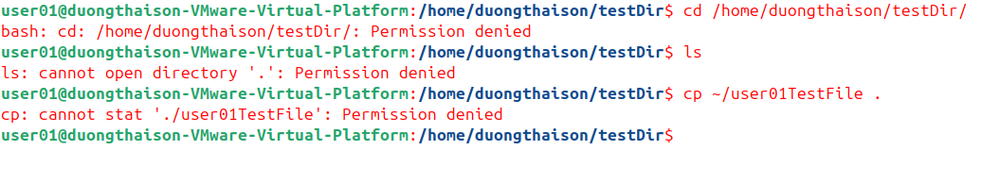 user01@duongthaison-VMware-Virtual-Platform:/home/duongthaison/testDir$ cd /home/duongthaison/testDir/
bash: cd: /home/duongthaison/testDir/: Permission denied
user01@duongthaison-VMware-Virtual-Platform:/home/duongthaison/testDir$ ls
ls: cannot open directory '.': Permission denied
user01@duongthaison-VMware-Virtual-Platform:/home/duongthaison/testDir$ cp ~/user01TestFile .
cp: cannot stat './user01TestFile': Permission denied
user01@duongthaison-VMware-Virtual-Platform:/home/duongthaison/testDir$